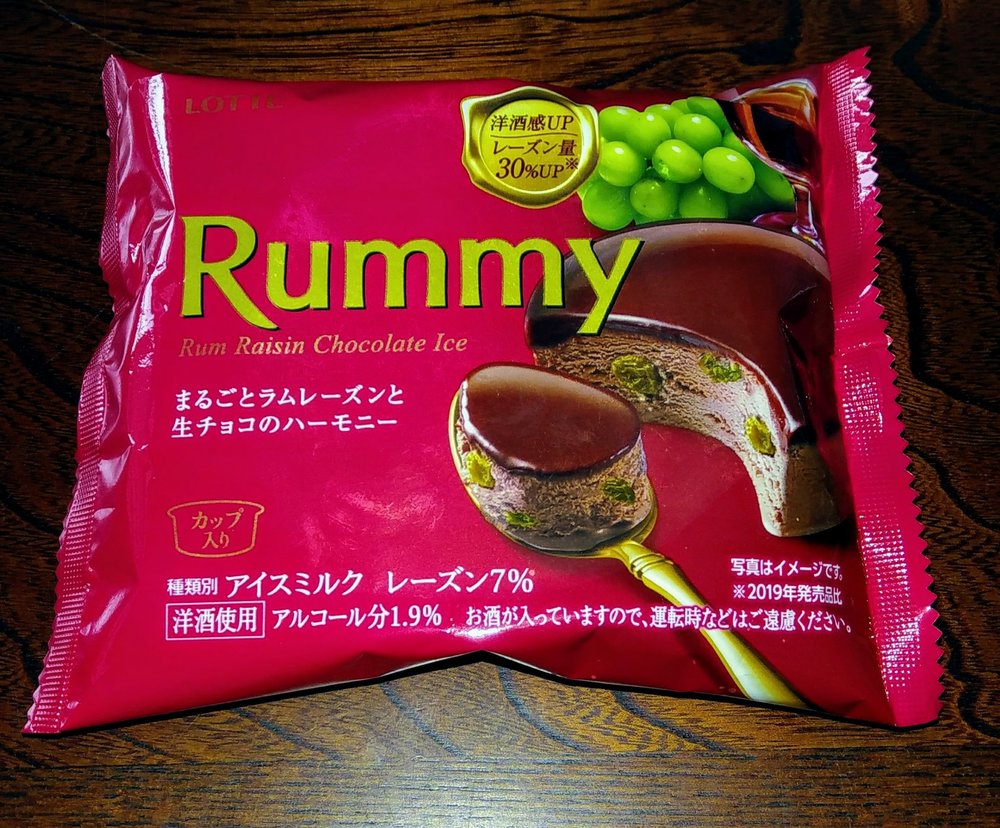 LOTTE
洋酒感UP
レーズン量
30%UP※
Rummy
Rum Raisin Chocolate Ice
まるごとラムレーズンと
生チョコのハーモニー
カップ
入り
写真はイメージです。
※2019年発売品比
種類別 アイスミルク レーズン7%
洋酒使用 アルコール分1.9% お酒が入っていますので、運転時などはご遠慮ください。